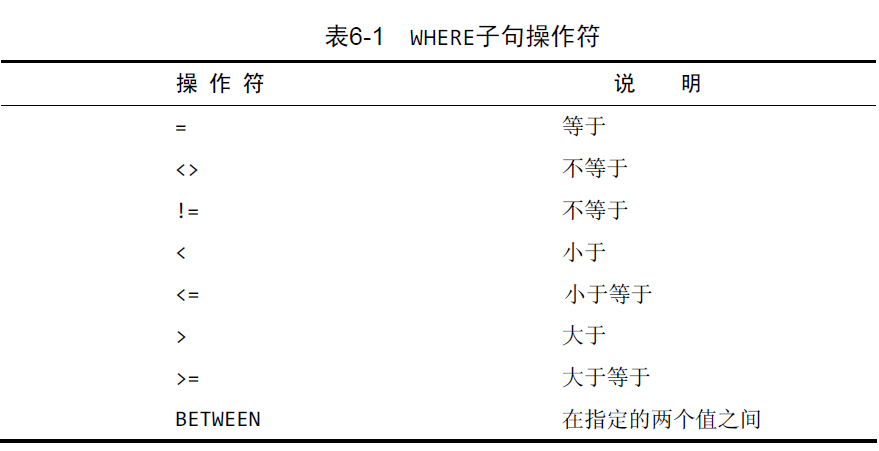 表6-1 WHERE子句操作符
操 作 符 说 明
= 等于
<> 不等于
!= 不等于
< 小于
<= 小于等于
> 大于
>= 大于等于
BETWEEN 在指定的两个值之间